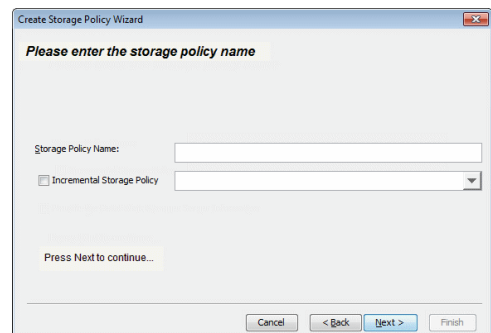 Create Storage Policy Wizard
Please enter the storage policy name
Storage Policy Name:
Incremental Storage Policy
Press Next to continue...
Cancel < Back Next > Finish